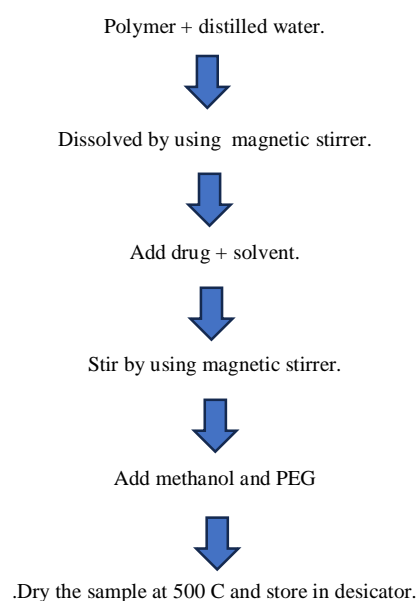 Polymer + distilled water.
Dissolved by using magnetic stirrer.
Add drug + solvent.
Stir by using magnetic stirrer.
Add methanol and PEG
.Dry the sample at 500 C and store in desicator.